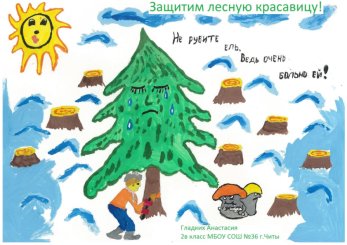 Защитим лесную красавицу!
Не рубите
ель.
Ведь очень
больно ей!
Гладких Анастасия
2в класс МБОУ СОШ №36 г.Читы